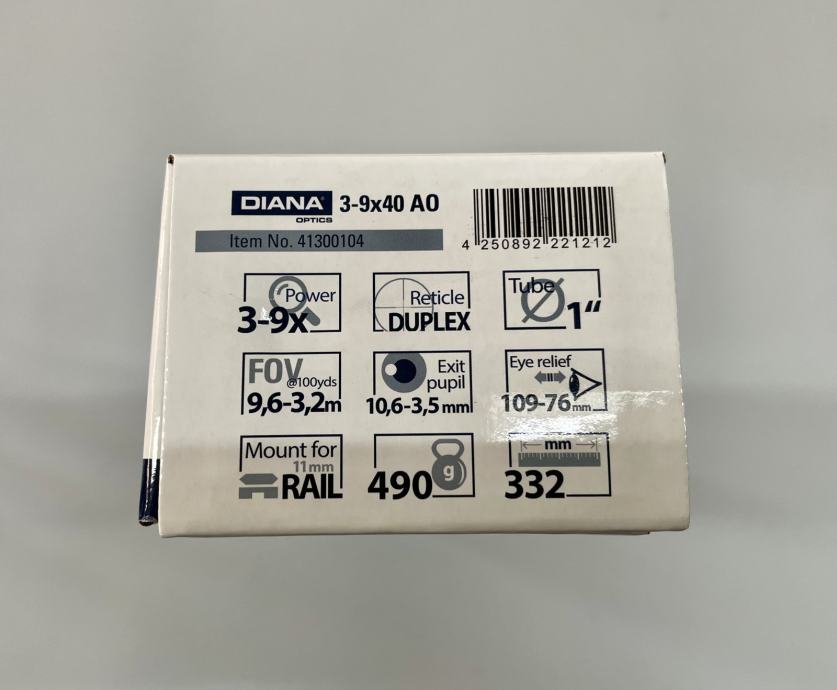 DIANA 3-9x40 AO
OPTICS
Item No. 41300104
4 250892 221212
Power
3-9x
Reticle
DUPLEX
Tube
1“
FOV
@100yds
9,6-3,2m
Exit
pupil
10,6-3,5 mm
Eye relief
109-76 mm
Mount for
11mm
RAIL
490 g
mm
332